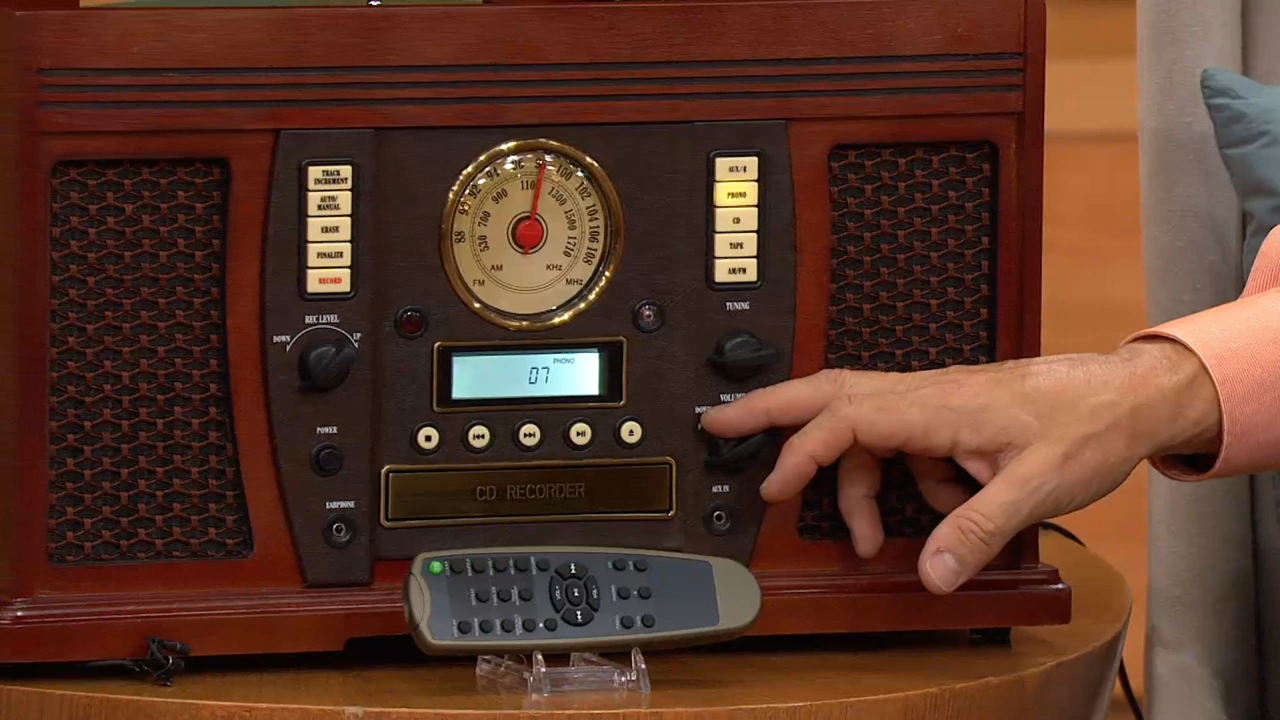 TRACK
INCREMENT
AUTO/
MANUAL
ERASE
FINALIZE
RECORD
REC LEVEL
DOWN UP
POWER
EARPHONE
88 92 94 100 102 104 106 108
530 700 900 1100 1300 1500 1710
AM KHz
FM MHz
PHONO
07
CD RECORDER
AUX/
PHONO
CD
TAPE
AM/FM
TUNING
AUX IN